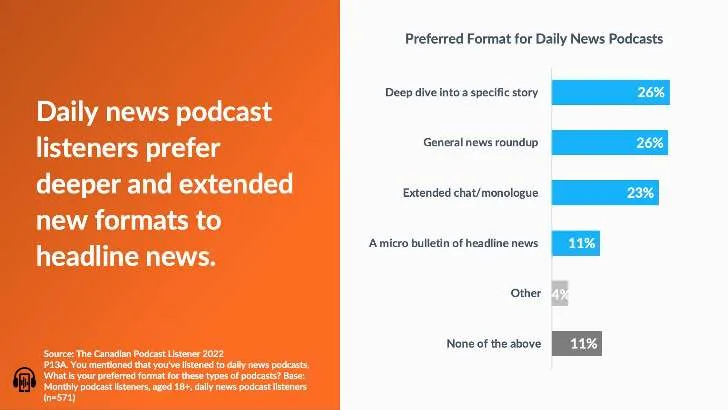 Daily news podcast
listeners prefer
deeper and extended
new formats to
headline news.
Source: The Canadian Podcast Listener 2022
P13A. You mentioned that you've listened to daily news podcasts.
What is your preferred format for these types of podcasts? Base:
Monthly podcast listeners, aged 18+, daily news podcast listeners
(n=571)
Preferred Format for Daily News Podcasts
Deep dive into a specific story 26%
General news roundup 26%
Extended chat/monologue 23%
A micro bulletin of headline news 11%
Other 4%
None of the above 11%